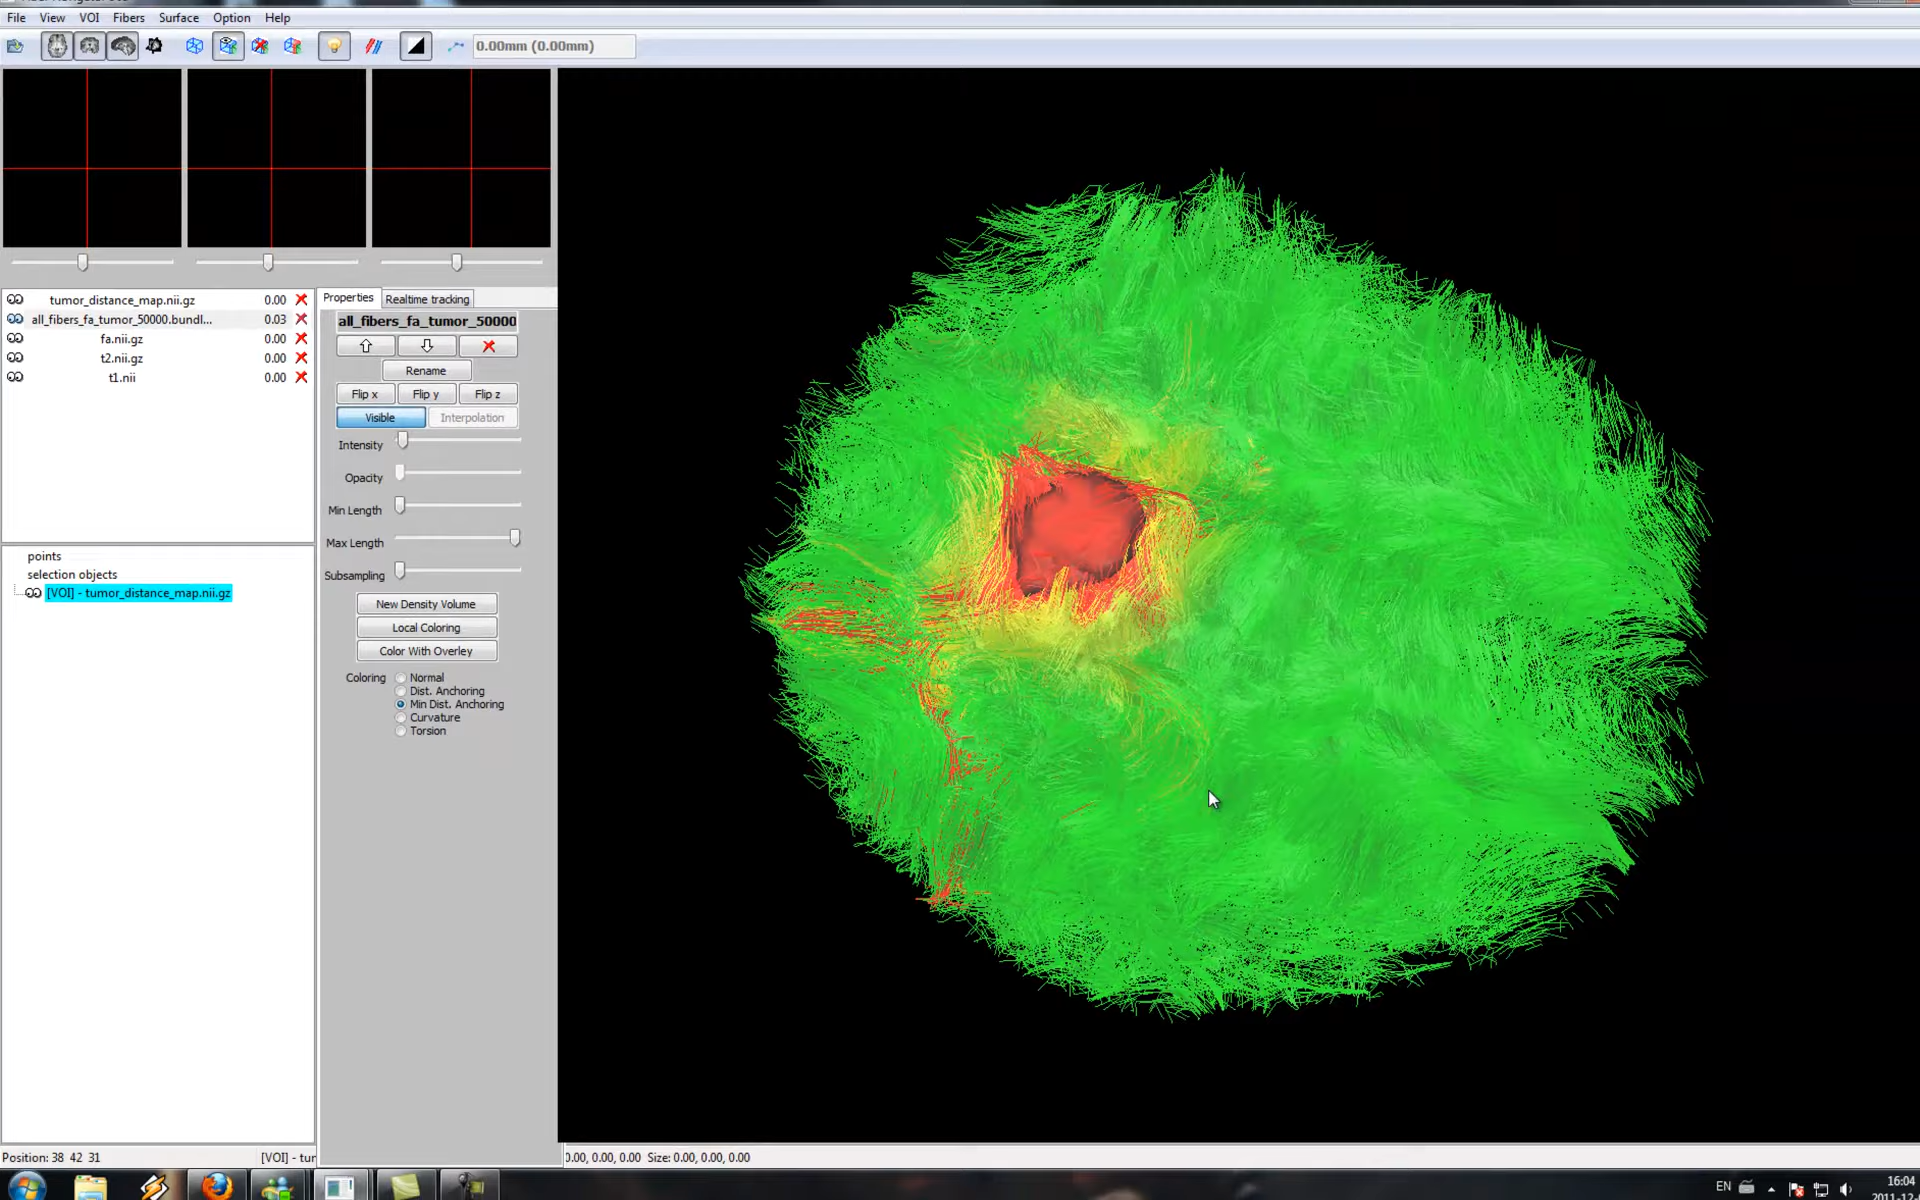 File View VOI Fibers Surface Option Help
0.00mm (0.00mm)
tumor_distance_map.nii.gz 0.00
all_fibers_fa_tumor_50000.bundl... 0.03
fa.nii.gz 0.00
t2.nii.gz 0.00
t1.nii 0.00
points
selection objects
[VOI] - tumor_distance_map.nii.gz
Properties Realtime tracking
all_fibers_fa_tumor_50000
Rename
Flip x Flip y Flip z
Visible Interpolation
Intensity
Opacity
Min Length
Max Length
Subsampling
New Density Volume
Local Coloring
Color With Overley
Coloring Normal
Dist. Anchoring
Min Dist. Anchoring
Curvature
Torsion
Position: 38 42 31 [VOI] - tur 0.00, 0.00, 0.00 Size: 0.00, 0.00, 0.00
EN 16:04